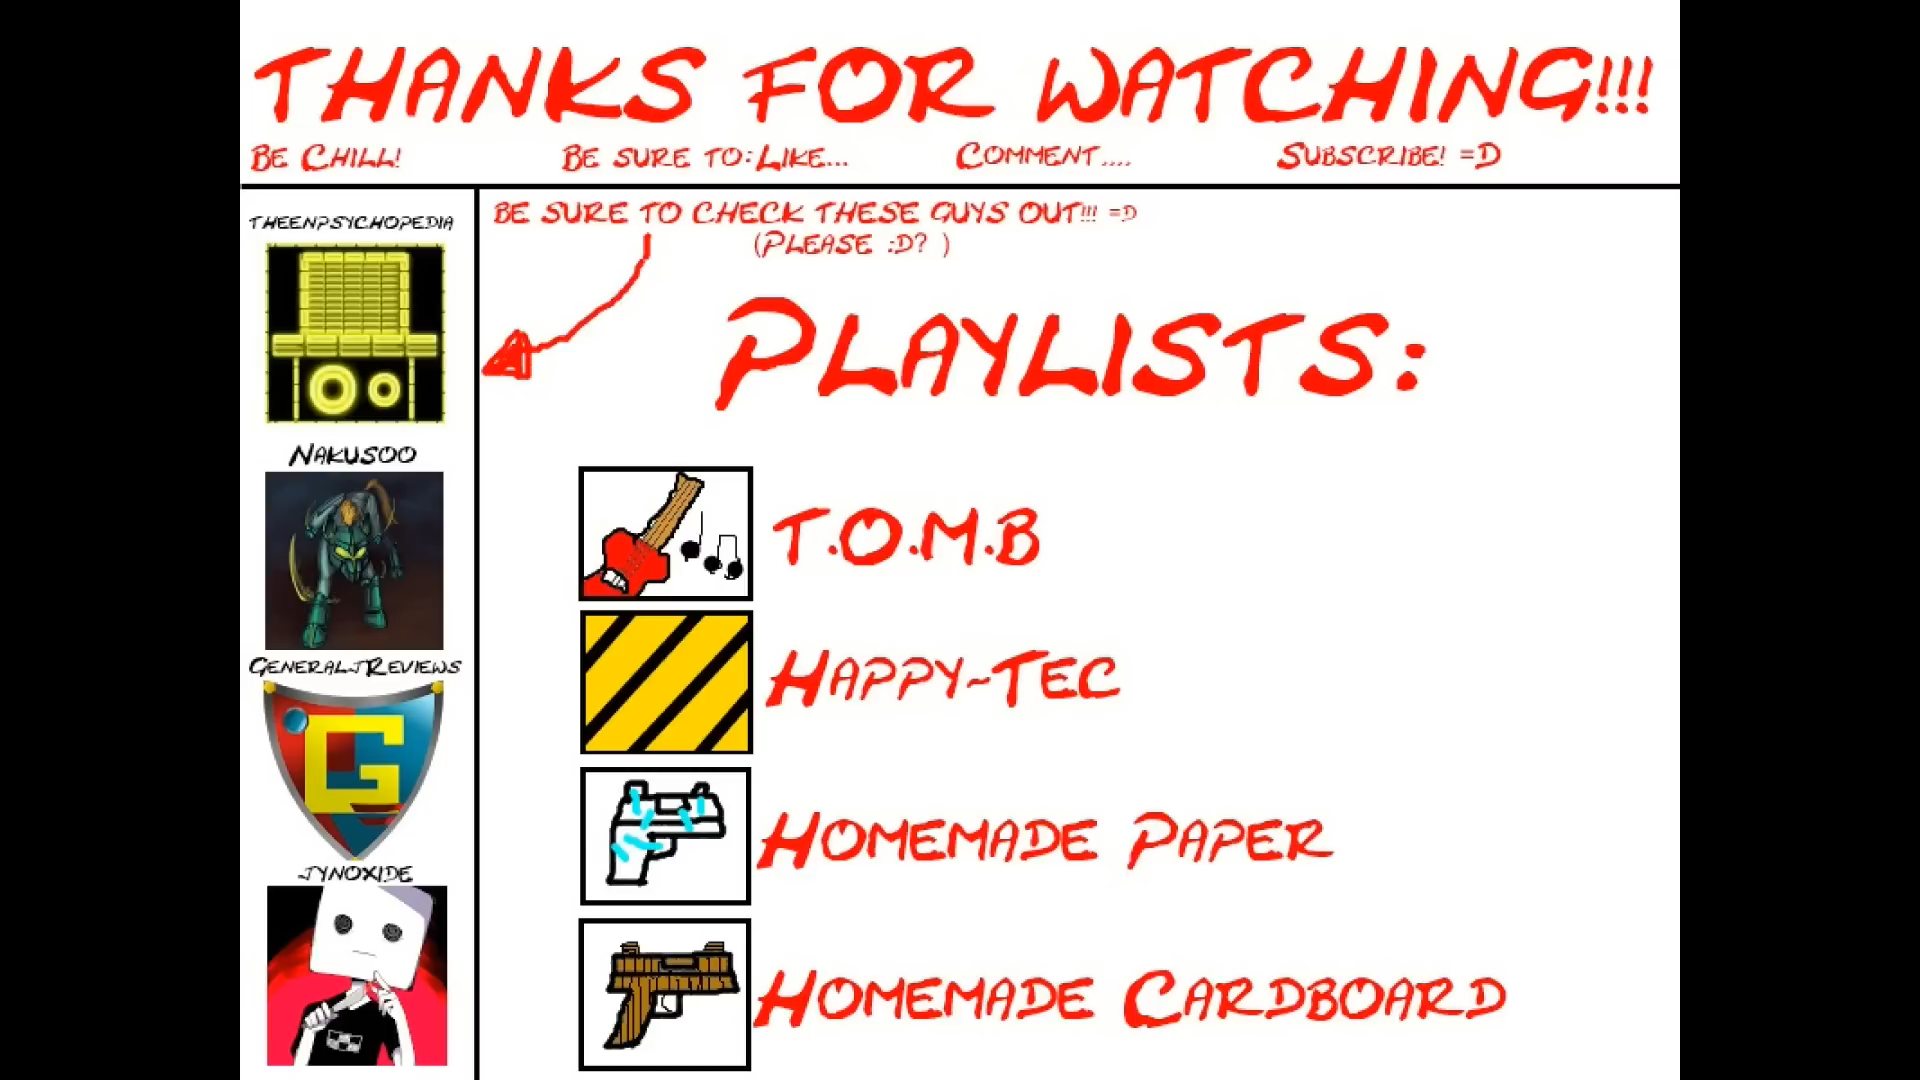 THANKS FOR WATCHING!!!
BE CHILL! BE SURE TO: LIKE... COMMENT.... SUBSCRIBE! =D
THEENPSYCHOPEDIA
BE SURE TO CHECK THESE GUYS OUT!!! =D
(PLEASE :D? )
PLAYLISTS:
NAKUSOO
T.O.M.B
GENERALJREVIEWS
G
HAPPY-TEC
HOMEMADE PAPER
JYNOXIDE
HOMEMADE CARDBOARD